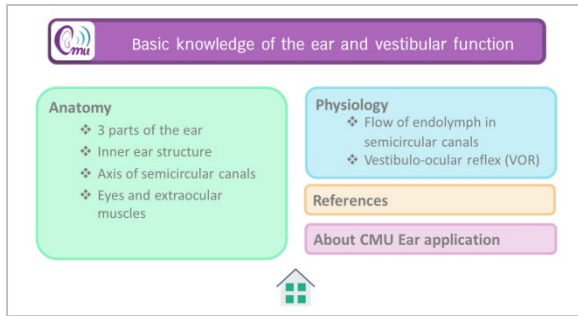 Cmu
Basic knowledge of the ear and vestibular function
Anatomy
❖ 3 parts of the ear
❖ Inner ear structure
❖ Axis of semicircular canals
❖ Eyes and extraocular
muscles
Physiology
❖ Flow of endolymph in
semicircular canals
❖ Vestibulo-ocular reflex (VOR)
References
About CMU Ear application